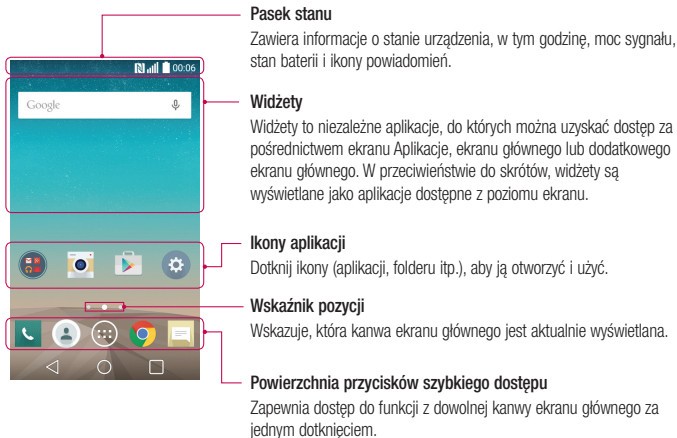 Pasek stanu
Zawiera informacje o stanie urządzenia, w tym godzinę, moc sygnału,
stan baterii i ikony powiadomień.
00:06
Google
Widżety
Widżety to niezależne aplikacje, do których można uzyskać dostęp za
pośrednictwem ekranu Aplikacje, ekranu głównego lub dodatkowego
ekranu głównego. W przeciwieństwie do skrótów, widżety są
wyświetlane jako aplikacje dostępne z poziomu ekranu.
Ikony aplikacji
Dotknij ikony (aplikacji, folderu itp.), aby ją otworzyć i użyć.
Wskaźnik pozycji
Wskazuje, która kanwa ekranu głównego jest aktualnie wyświetlana.
Powierzchnia przycisków szybkiego dostępu
Zapewnia dostęp do funkcji z dowolnej kanwy ekranu głównego za
jednym dotknięciem.